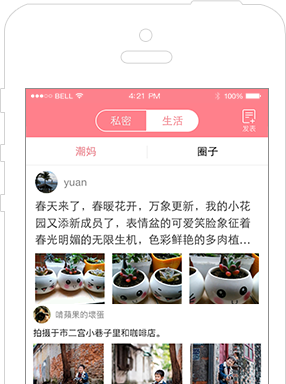 BELL 4:21 PM 100%
私密 生活
发表
潮妈 圈子
yuan
春天来了，春暖花开，万象更新，我的小花
园又添新成员了，表情盆的可爱笑脸象征着
春光明媚的无限生机，色彩鲜艳的多肉植...
啃蘋果的壞蛋
拍摄于市二宫小巷子里和咖啡店。